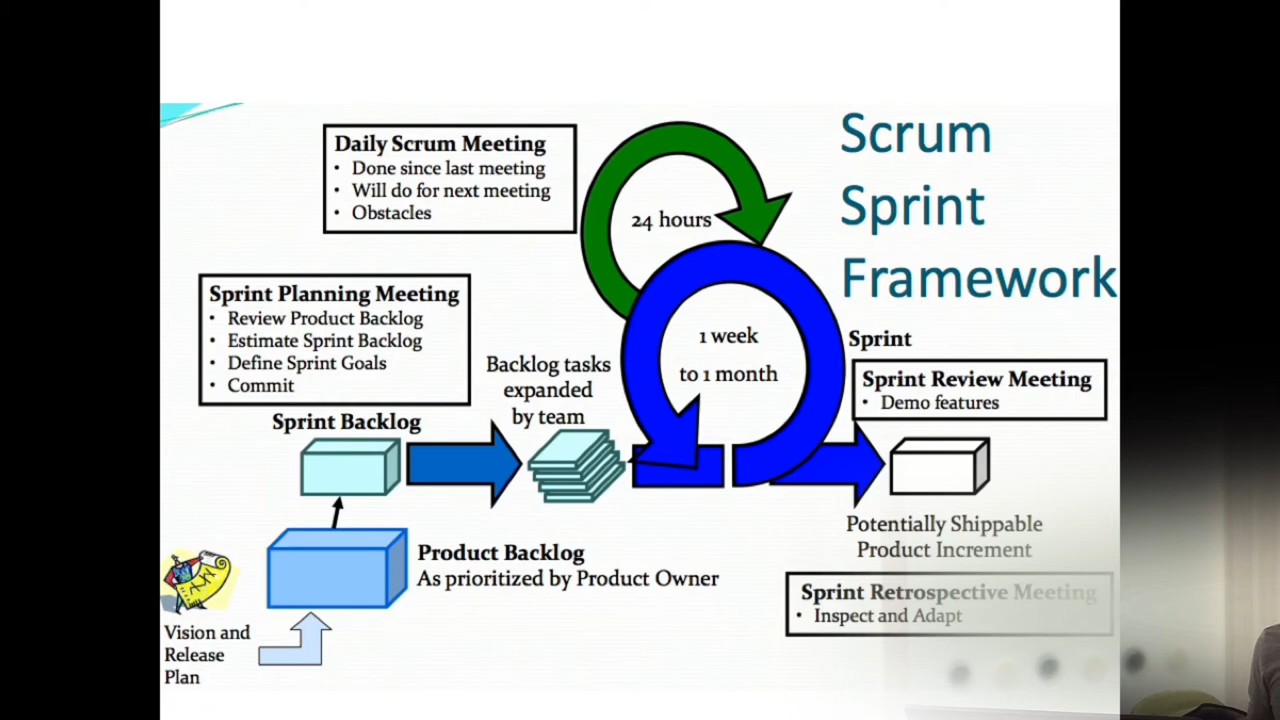 Scrum
Sprint
Framework
Daily Scrum Meeting
• Done since last meeting
• Will do for next meeting
• Obstacles
24 hours
Sprint Planning Meeting
• Review Product Backlog
• Estimate Sprint Backlog
• Define Sprint Goals
• Commit
1 week
to 1 month
Sprint
Sprint Review Meeting
• Demo features
Backlog tasks
expanded
by team
Sprint Backlog
Potentially Shippable
Product Increment
Product Backlog
As prioritized by Product Owner
Sprint Retrospective Meeting
• Inspect and Adapt
Vision and
Release
Plan